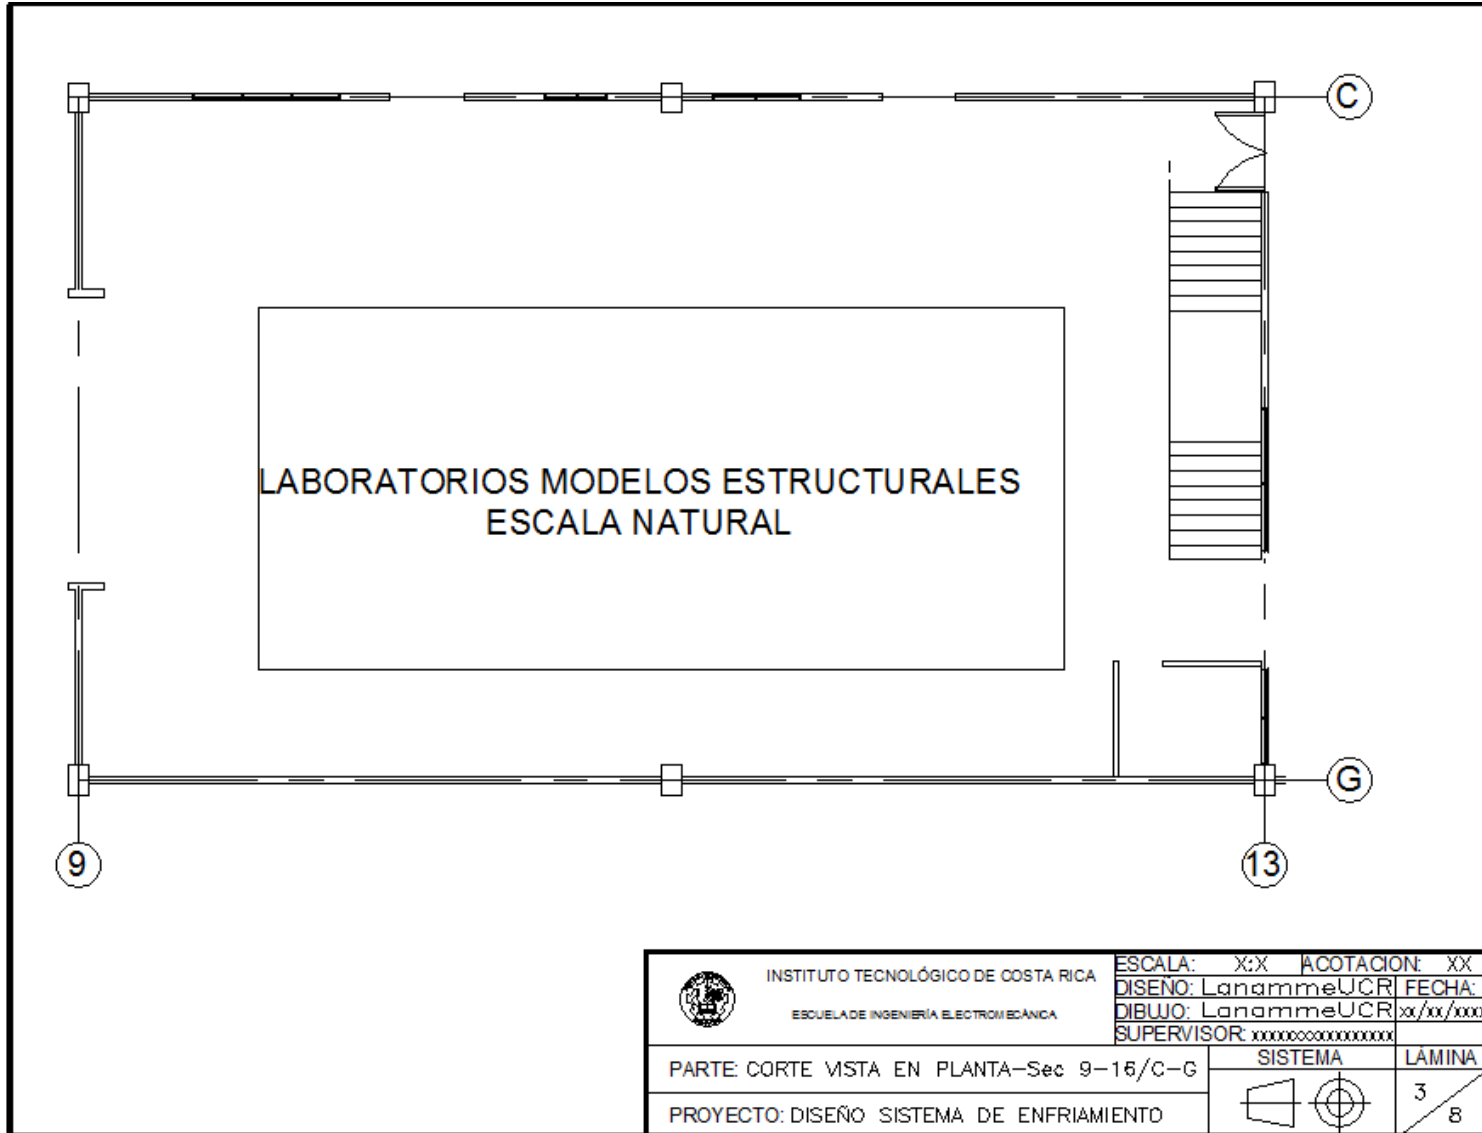 C
LABORATORIOS MODELOS ESTRUCTURALES
ESCALA NATURAL
G
9
13
INSTITUTO TECNOLÓGICO DE COSTA RICA
ESCUELA DE INGENIERÍA ELECTROMECÁNICA
ESCALA: X:X ACOTACION: XX
DISEÑO: LanammeUCR FECHA:
DIBUJO: LanammeUCR xx/xx/xxx
SUPERVISOR: xxxxxxxxxxxxxxxxx
PARTE: CORTE VISTA EN PLANTA-Sec 9-16/C-G
SISTEMA
LÁMINA
3/8
PROYECTO: DISEÑO SISTEMA DE ENFRIAMIENTO